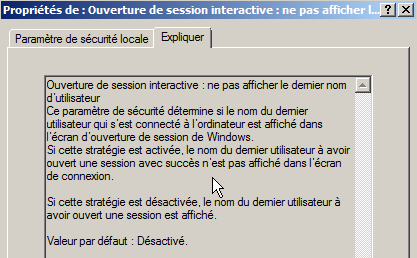 Propriétés de : Ouverture de session interactive : ne pas afficher l...
Paramètre de sécurité locale
Expliquer
Ouverture de session interactive : ne pas afficher le dernier nom
d'utilisateur
Ce paramètre de sécurité détermine si le nom du dernier
utilisateur qui s'est connecté à l'ordinateur est affiché dans
l'écran d'ouverture de session de Windows.
Si cette stratégie est activée, le nom du dernier utilisateur à avoir
ouvert une session avec succès n'est pas affiché dans l'écran
de connexion.
Si cette stratégie est désactivée, le nom du dernier utilisateur à
avoir ouvert une session est affiché.
Valeur par défaut : Désactivé.